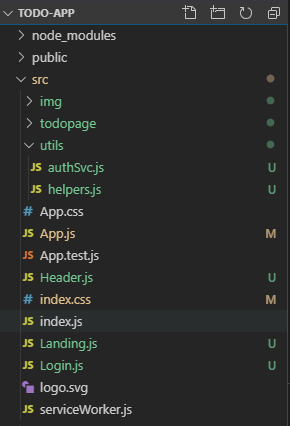 TODO-APP
node_modules
public
src
img
todopage
utils
JS authSvc.js U
JS helpers.js U
# App.css
JS App.js M
JS App.test.js
JS Header.js U
# index.css M
JS index.js
JS Landing.js U
JS Login.js U
logo.svg
JS serviceWorker.js